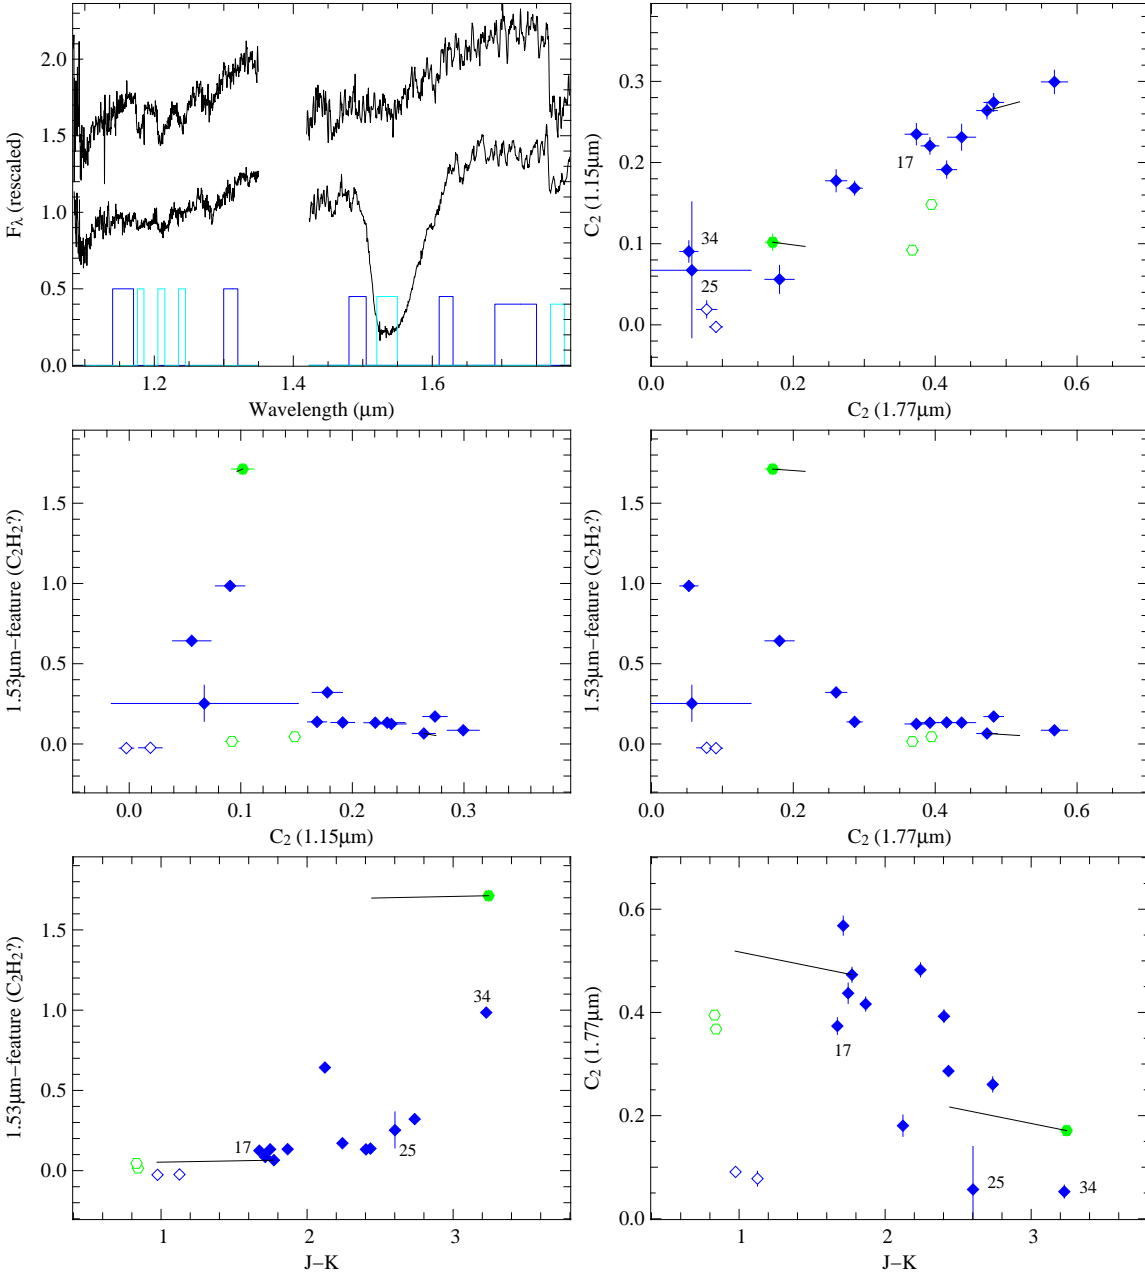 2.0
1.5
1.0
0.5
0.0
Fλ (rescaled)
1.2 1.4 1.6
Wavelength (μm)
0.3
0.2
0.1
0.0
C₂ (1.15μm)
17
34
25
0.0 0.2 0.4 0.6
C₂ (1.77μm)
1.5
1.0
0.5
0.0
1.53μm−feature (C₂H₂?)
0.0 0.1 0.2 0.3
C₂ (1.15μm)
1.5
1.0
0.5
0.0
1.53μm−feature (C₂H₂?)
0.0 0.2 0.4 0.6
C₂ (1.77μm)
1.5
1.0
0.5
0.0
1.53μm−feature (C₂H₂?)
34
17
25
1 2 3
J−K
0.6
0.4
0.2
0.0
C₂ (1.77μm)
17
25
34
1 2 3
J−K